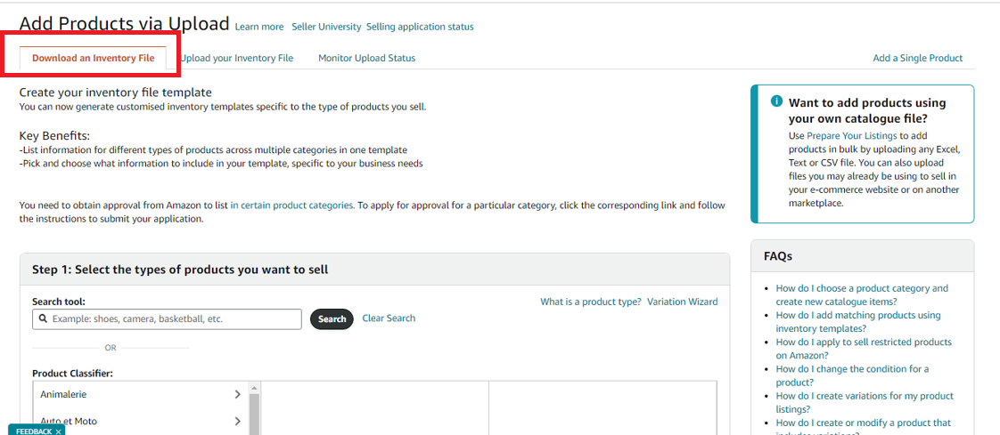 Add Products via Upload Learn more Seller University Selling application status
Download an Inventory File Upload your Inventory File Monitor Upload Status Add a Single Product
Create your inventory file template
You can now generate customised inventory templates specific to the type of products you sell.
Key Benefits:
-List information for different types of products across multiple categories in one template
-Pick and choose what information to include in your template, specific to your business needs
You need to obtain approval from Amazon to list in certain product categories. To apply for approval for a particular category, click the corresponding link and follow
the instructions to submit your application.
Step 1: Select the types of products you want to sell
Search tool:
What is a product type? Variation Wizard
Example: shoes, camera, basketball, etc.
Search
Clear Search
OR
Product Classifier:
Animalerie
Auto et Moto
FEEDBACK
Want to add products using
your own catalogue file?
Use Prepare Your Listings to add
products in bulk by uploading any Excel,
Text or CSV file. You can also upload
files you may already be using to sell in
your e-commerce website or on another
marketplace.
FAQs
How do I choose a product category and
create new catalogue items?
How do I add matching products using
inventory templates?
How do I apply to sell restricted products
on Amazon?
How do I change the condition for a
product?
How do I create variations for my product
listings?
How do I create or modify a product that
includes variations?